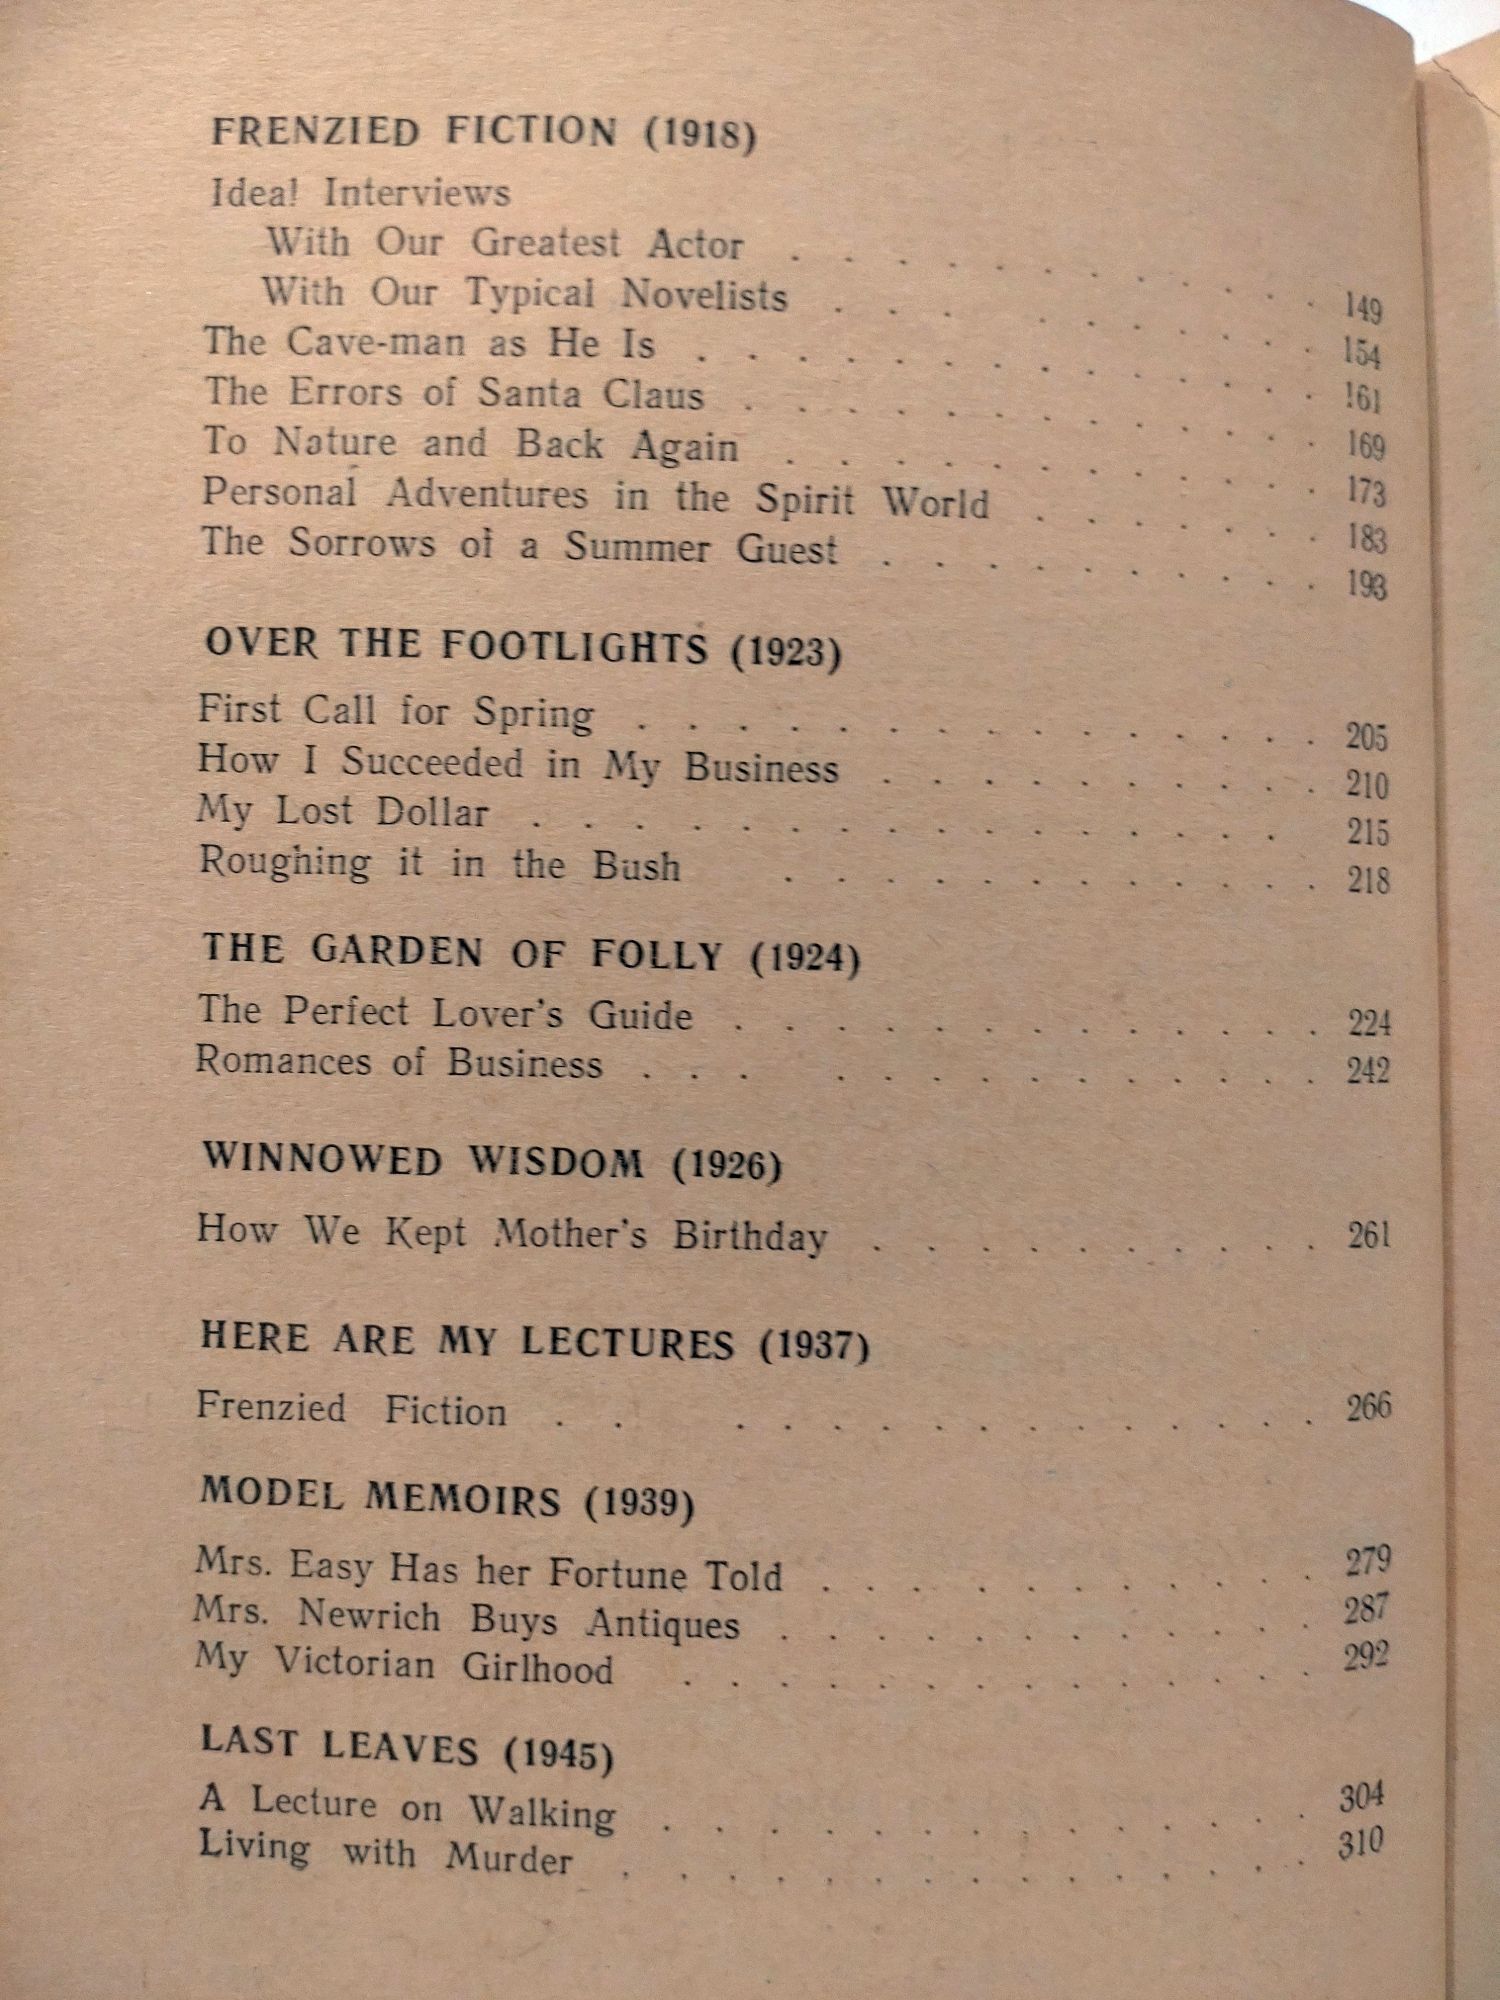 FRENZIED FICTION (1918)
Ideal Interviews
With Our Greatest Actor . . . . . . . . . . . 149
With Our Typical Novelists . . . . . . . . . . 154
The Cave-man as He Is . . . . . . . . . . . . 161
The Errors of Santa Claus . . . . . . . . . . . 169
To Nature and Back Again . . . . . . . . . . 173
Personal Adventures in the Spirit World . . . . . . 183
The Sorrows of a Summer Guest . . . . . . . . . 193
OVER THE FOOTLIGHTS (1923)
First Call for Spring . . . . . . . . . . . . . . 205
How I Succeeded in My Business . . . . . . . . . 210
My Lost Dollar . . . . . . . . . . . . . . . 215
Roughing it in the Bush . . . . . . . . . . . 218
THE GARDEN OF FOLLY (1924)
The Perfect Lover's Guide . . . . . . . . . . . . 224
Romances of Business . . . . . . . . . . . . . 242
WINNOWED WISDOM (1926)
How We Kept Mother's Birthday . . . . . . . . . 261
HERE ARE MY LECTURES (1937)
Frenzied Fiction . . . . . . . . . . . . . . 266
MODEL MEMOIRS (1939)
Mrs. Easy Has her Fortune Told . . . . . . . . . . 279
Mrs. Newrich Buys Antiques . . . . . . . . . . . 287
My Victorian Girlhood . . . . . . . . . . . . . 292
LAST LEAVES (1945)
A Lecture on Walking . . . . . . . . . . . . . 304
Living with Murder . . . . . . . . . . . . . . 310